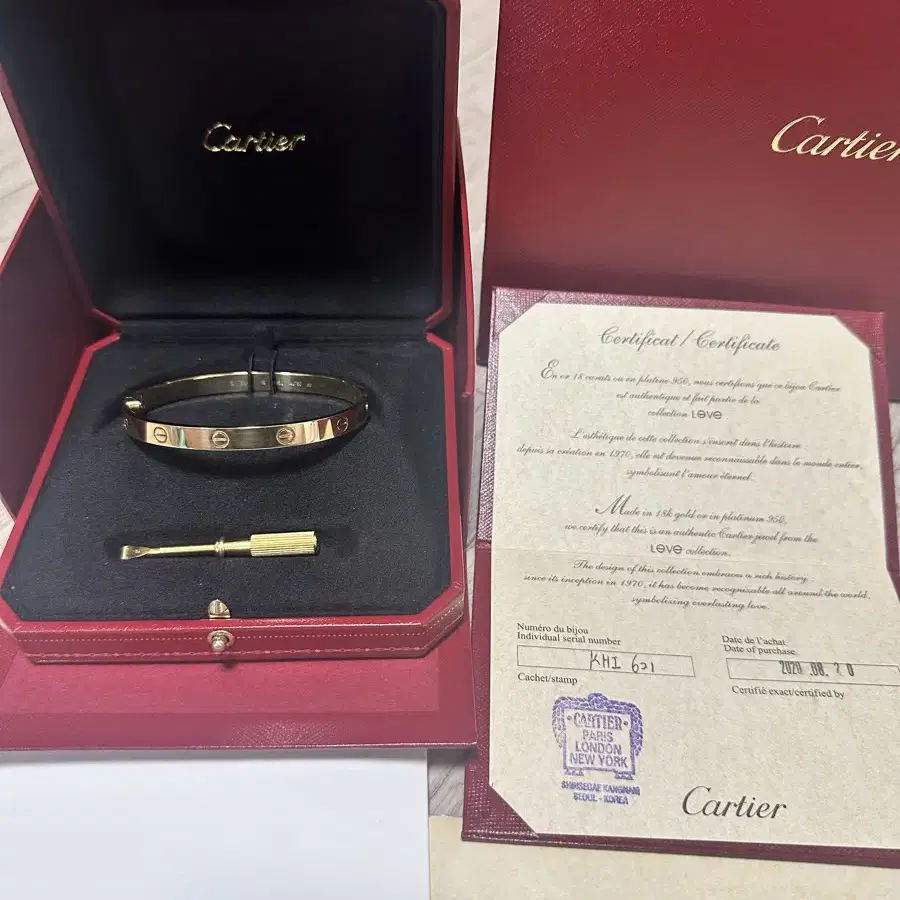 Cartier
Cartier
Certificat / Certificate
En or 18 carats ou en platine 950, nous certifions que ce bijou Cartier
est authentique et fait partie de la
collection LOVE
L'esthétique de cette collection s'inscrit dans l'histoire
depuis sa création en 1970, elle est devenue reconnaissable dans le monde entier,
symbolisant l'amour éternel.
Made in 18k gold or in platinum 950,
we certify that this is an authentic Cartier jewel from the
LOVE collection.
The design of this collection embraces a rich history
since its inception in 1970, it has become recognizable all around the world,
symbolizing everlasting love.
Numéro du bijou
Individual serial number
KHI 621
Date de l'achat
Date of purchase
2020 .08. 20
Cachet/stamp
Certifié exact/certified by
CARTIER
PARIS
LONDON
NEW YORK
SHINSEGAE KANGNAM
SEOUL - KOREA
Cartier